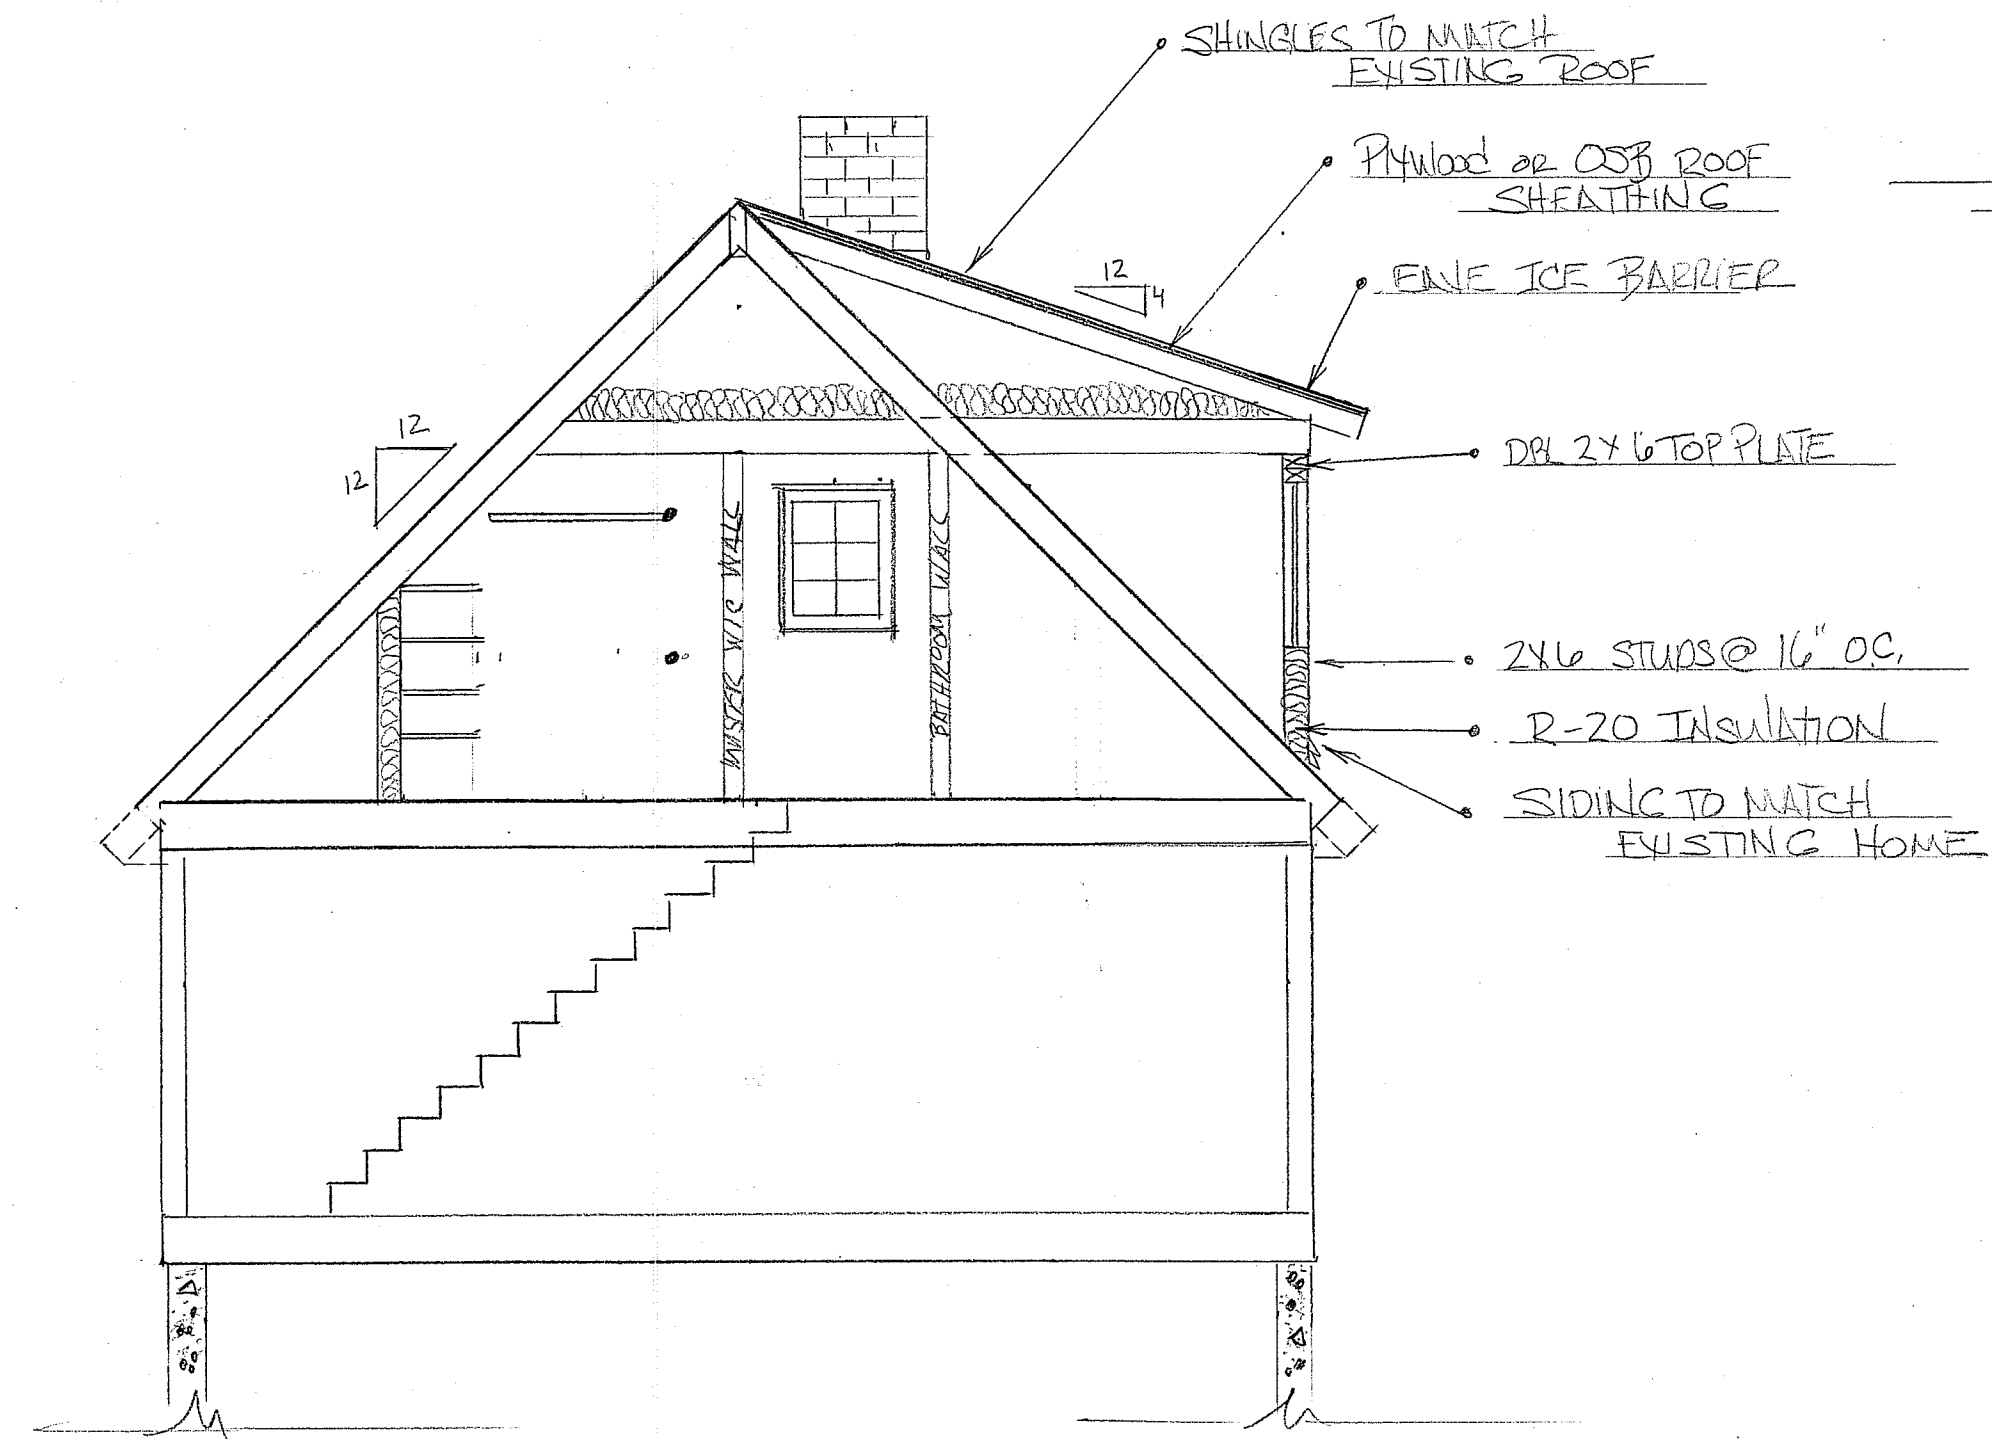 SHINGLES TO MATCH
EXISTING ROOF
Plywood OR OSB ROOF
SHEATHING
EAVE ICE BARRIER
12
4
12
12
DBL 2X6 TOP PLATE
MASTER WIC WALL
BATHROOM WALL
2X6 STUDS @ 16" O.C.
R-20 INSULATION
SIDING TO MATCH
EXISTING HOME